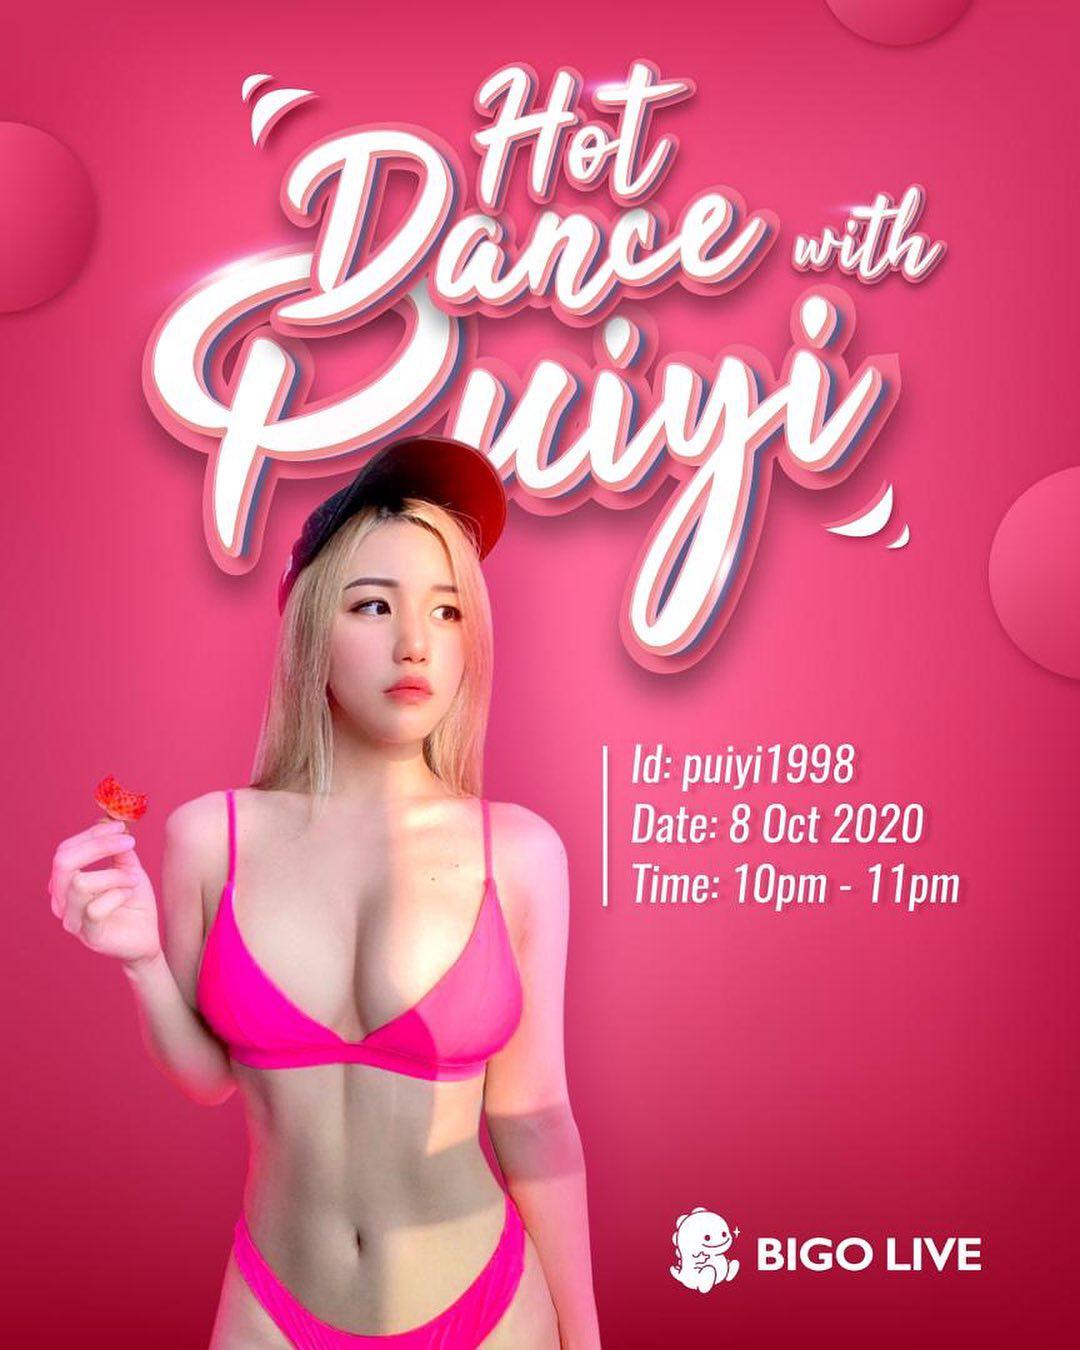 Hot
Dance with
Puiyi
Id: puiyi1998
Date: 8 Oct 2020
Time: 10pm - 11pm
BIGO LIVE